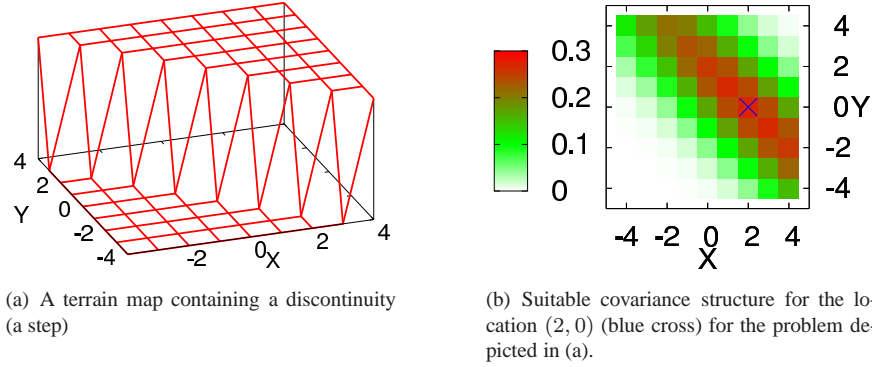 4
2
0
-2
-4
Y
-2
0
2
4
X
0.3
0.2
0.1
0
4
2
0Y
-2
-4
-4 -2 0 2 4
X
(a) A terrain map containing a discontinuity
(a step)
(b) Suitable covariance structure for the lo-
cation (2, 0) (blue cross) for the problem de-
picted in (a).